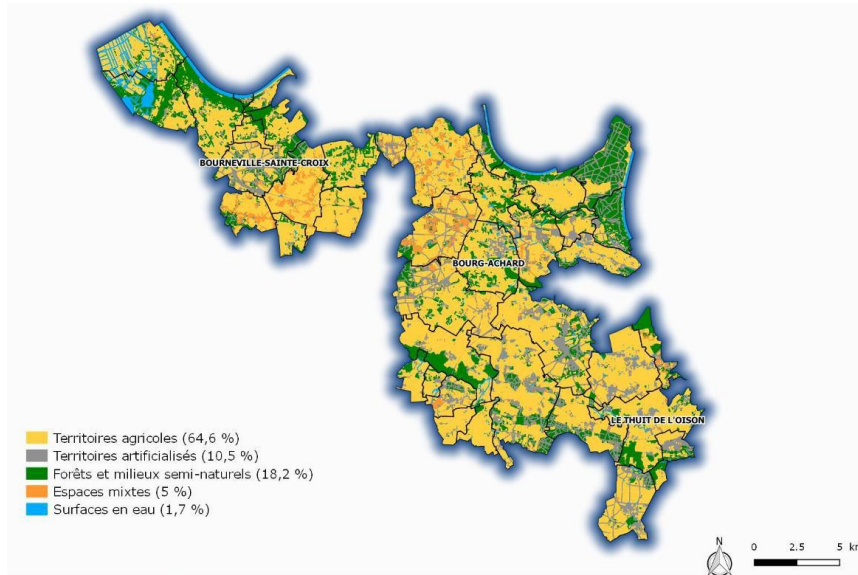 BOURNEVILLE-SAINTE-CROIX
BOURG-ACHARD
LE THUIT DE L'OISON
Territoires agricoles (64,6 %)
Territoires artificialisés (10,5 %)
Forêts et milieux semi-naturels (18,2 %)
Espaces mixtes (5 %)
Surfaces en eau (1,7 %)
N
0 2.5 5 km